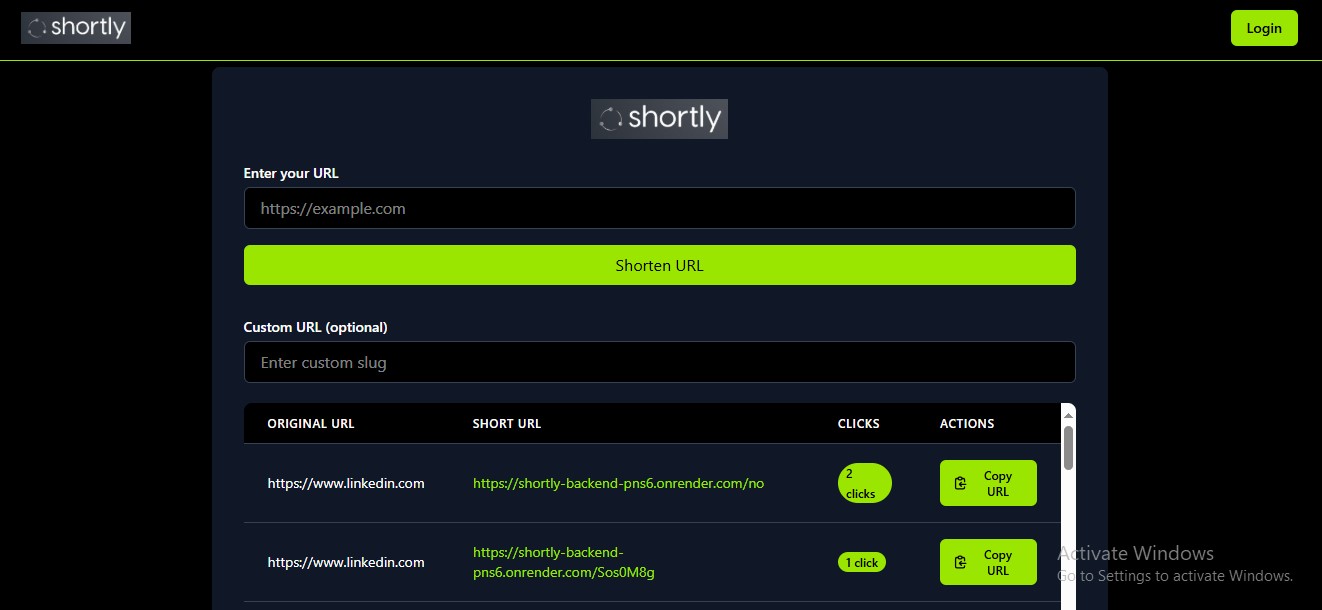 shortly
Login
shortly
Enter your URL
https://example.com
Shorten URL
Custom URL (optional)
Enter custom slug
ORIGINAL URL SHORT URL CLICKS ACTIONS
https://www.linkedin.com https://shortly-backend-pns6.onrender.com/no 2 clicks Copy URL
https://www.linkedin.com https://shortly-backend-
pns6.onrender.com/Sos0M8g 1 click Copy URL
Activate Windows
Go to Settings to activate Windows.